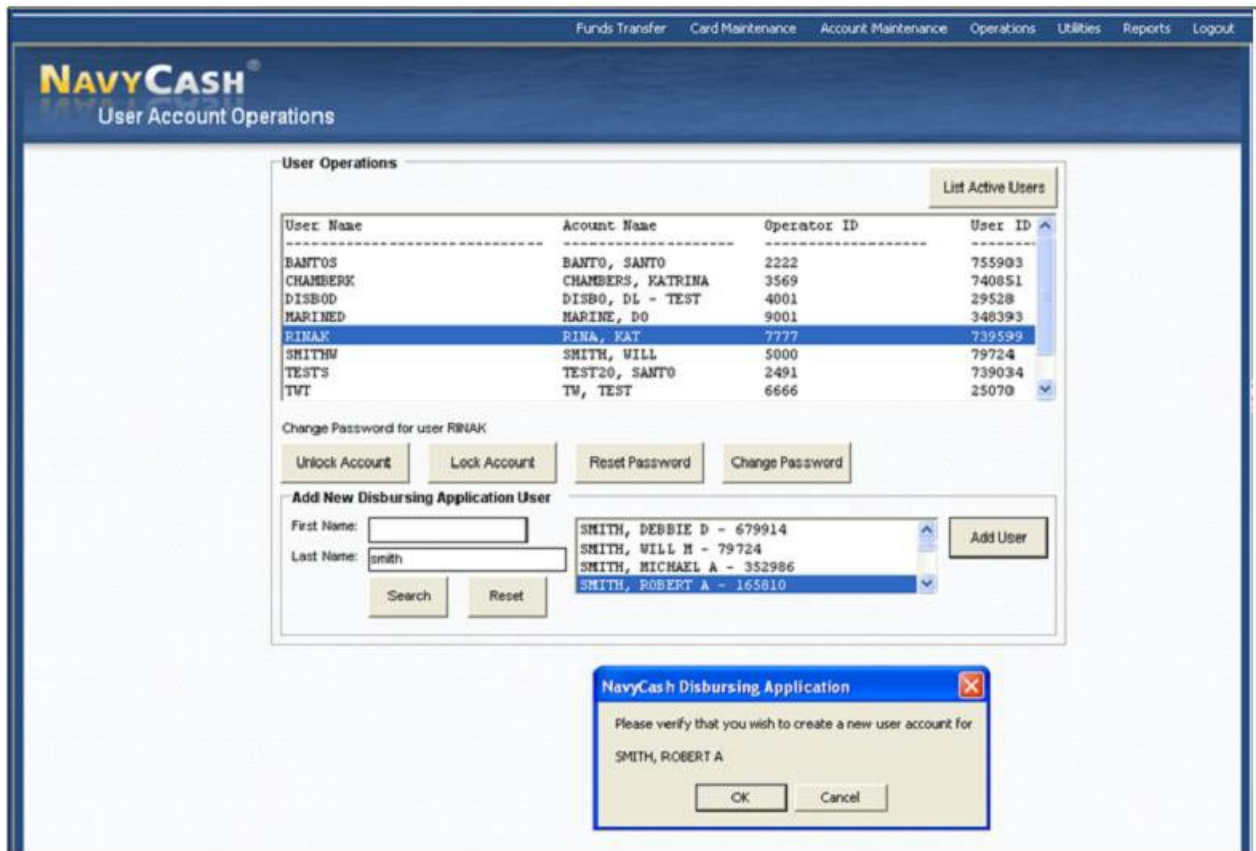 Funds Transfer Card Maintenance Account Maintenance Operations Utilities Reports Logout
NAVYCASH®
User Account Operations
User Operations
List Active Users
User Name Acount Name Operator ID User ID
------------------------------ -------------------- ------------------- -------
BANTOS BANTO, SANTO 2222 755903
CHAMBERK CHAMBERS, KATRINA 3569 740851
DISBOD DISBO, DL - TEST 4001 29528
MARINED MARINE, DO 9001 348393
RINAK RINA, KAT 7777 739599
SMITHW SMITH, WILL 5000 79724
TESTS TEST20, SANTO 2491 739034
TWT TW, TEST 6666 25070
Change Password for user RINAK
Unlock Account Lock Account Reset Password Change Password
Add New Disbursing Application User
First Name:
Last Name: smith
Search Reset
SMITH, DEBBIE D - 679914
SMITH, WILL M - 79724
SMITH, MICHAEL A - 352986
SMITH, ROBERT A - 165810
Add User
NavyCash Disbursing Application
Please verify that you wish to create a new user account for
SMITH, ROBERT A
OK Cancel